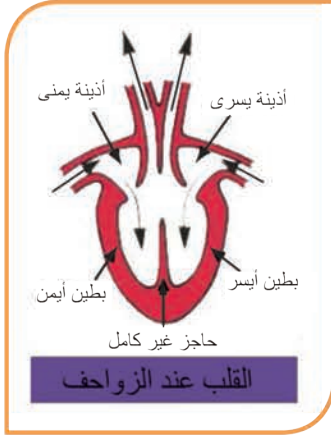 أذينة يمنى
أذينة يسرى
بطين أيمن
بطين أيسر
حاجز غير كامل
القلب عند الزواحف